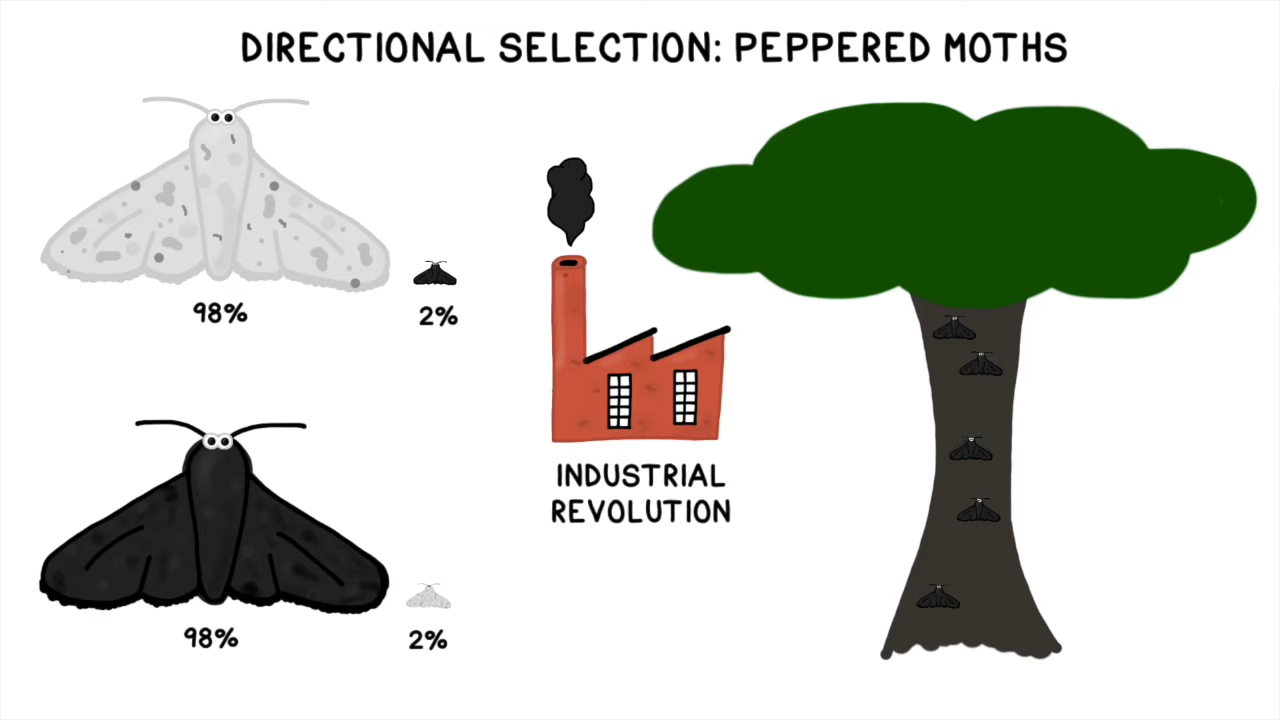 DIRECTIONAL SELECTION: PEPPERED MOTHS
98%
2%
INDUSTRIAL
REVOLUTION
98%
2%